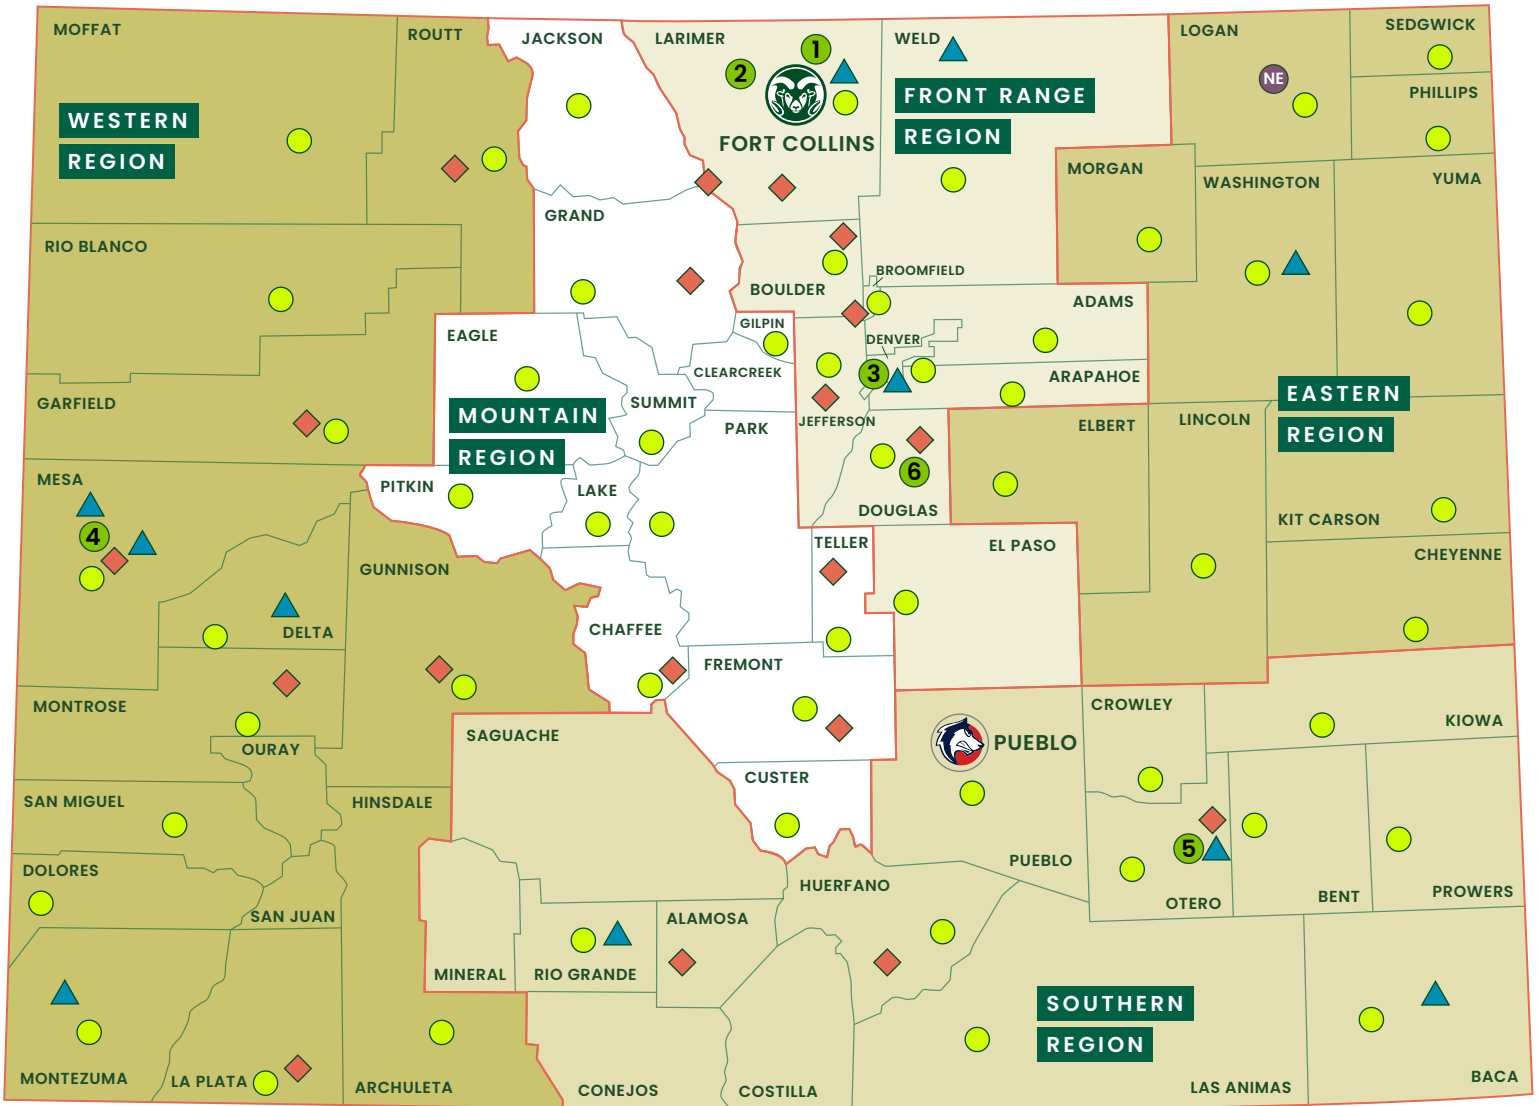 MOFFAT
ROUTT
JACKSON
LARIMER
1
2
WELD
LOGAN
SEDGWICK
NE
PHILLIPS
WESTERN
REGION
FRONT RANGE
REGION
FORT COLLINS
MORGAN
WASHINGTON
YUMA
GRAND
RIO BLANCO
BOULDER
BROOMFIELD
ADAMS
EAGLE
GILPIN
DENVER
3
CLEARCREEK
ARAPAHOE
GARFIELD
SUMMIT
MOUNTAIN
REGION
PARK
JEFFERSON
ELBERT
LINCOLN
EASTERN
REGION
MESA
4
PITKIN
LAKE
6
DOUGLAS
KIT CARSON
TELLER
EL PASO
CHEYENNE
GUNNISON
DELTA
CHAFFEE
FREMONT
MONTROSE
CROWLEY
KIOWA
OURAY
SAGUACHE
PUEBLO
CUSTER
SAN MIGUEL
HINSDALE
DOLORES
5
PUEBLO
HUERFANO
OTERO
BENT
PROWERS
SAN JUAN
ALAMOSA
MINERAL
RIO GRANDE
SOUTHERN
REGION
MONTEZUMA
LA PLATA
ARCHULETA
CONEJOS
COSTILLA
LAS ANIMAS
BACA